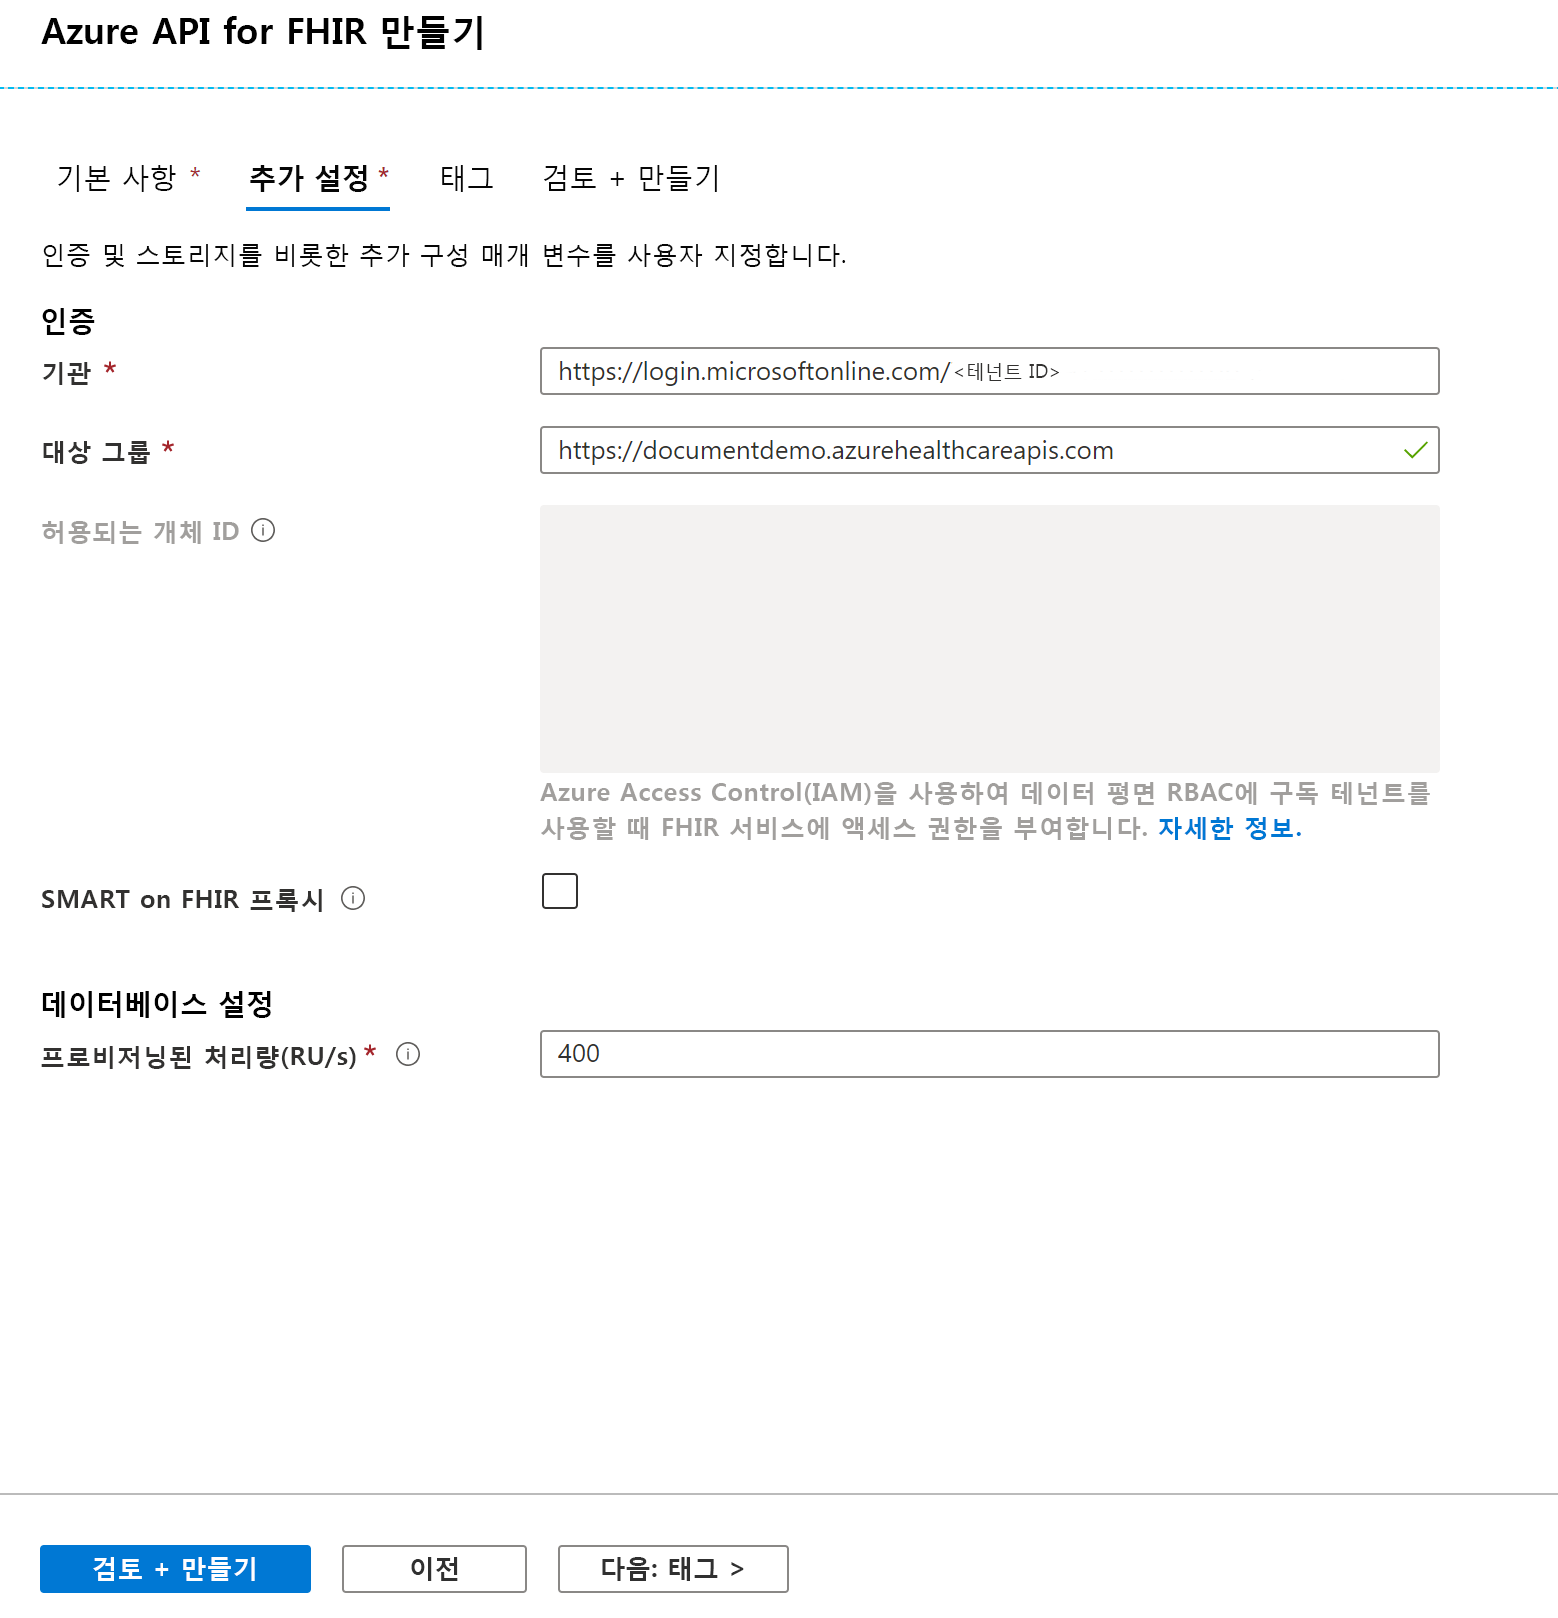 Azure API for FHIR 만들기
기본 사항 * 추가 설정 * 태그 검토 + 만들기
인증 및 스토리지를 비롯한 추가 구성 매개 변수를 사용자 지정합니다.
인증
기관 * https://login.microsoftonline.com/<테넌트 ID>
대상 그룹 * https://documentdemo.azurehealthcareapis.com
허용되는 개체 ID
Azure Access Control(IAM)을 사용하여 데이터 평면 RBAC에 구독 테넌트를
사용할 때 FHIR 서비스에 액세스 권한을 부여합니다. 자세한 정보.
SMART on FHIR 프록시
데이터베이스 설정
프로비저닝된 처리량(RU/s) * 400
검토 + 만들기 이전 다음: 태그 >